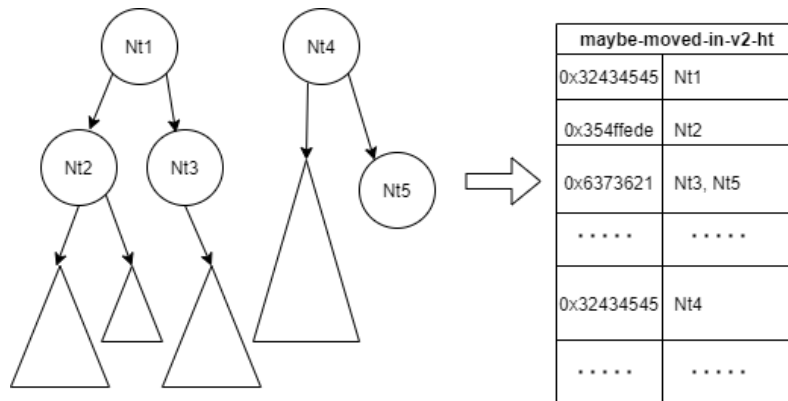 Nt1
Nt4
Nt2
Nt3
Nt5
maybe-moved-in-v2-ht
0x32434545 Nt1
0x354ffede Nt2
0x6373621 Nt3, Nt5
..... .....
0x32434545 Nt4
..... .....